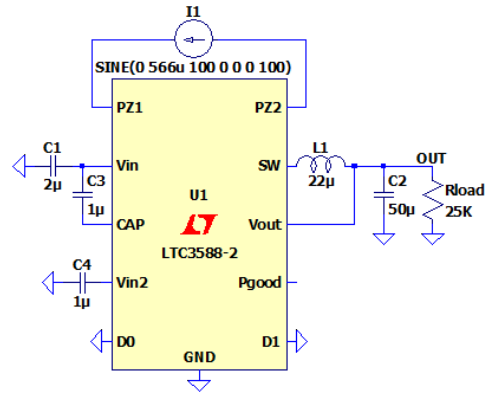 I1
SINE(0 566u 100 0 0 0 100)
PZ1
PZ2
C1
2µ
Vin
C3
1µ
CAP
SW
L1
22µ
OUT
C2
50µ
Rload
25K
U1
LTC3588-2
Vout
C4
1µ
Vin2
Pgood
D0
D1
GND